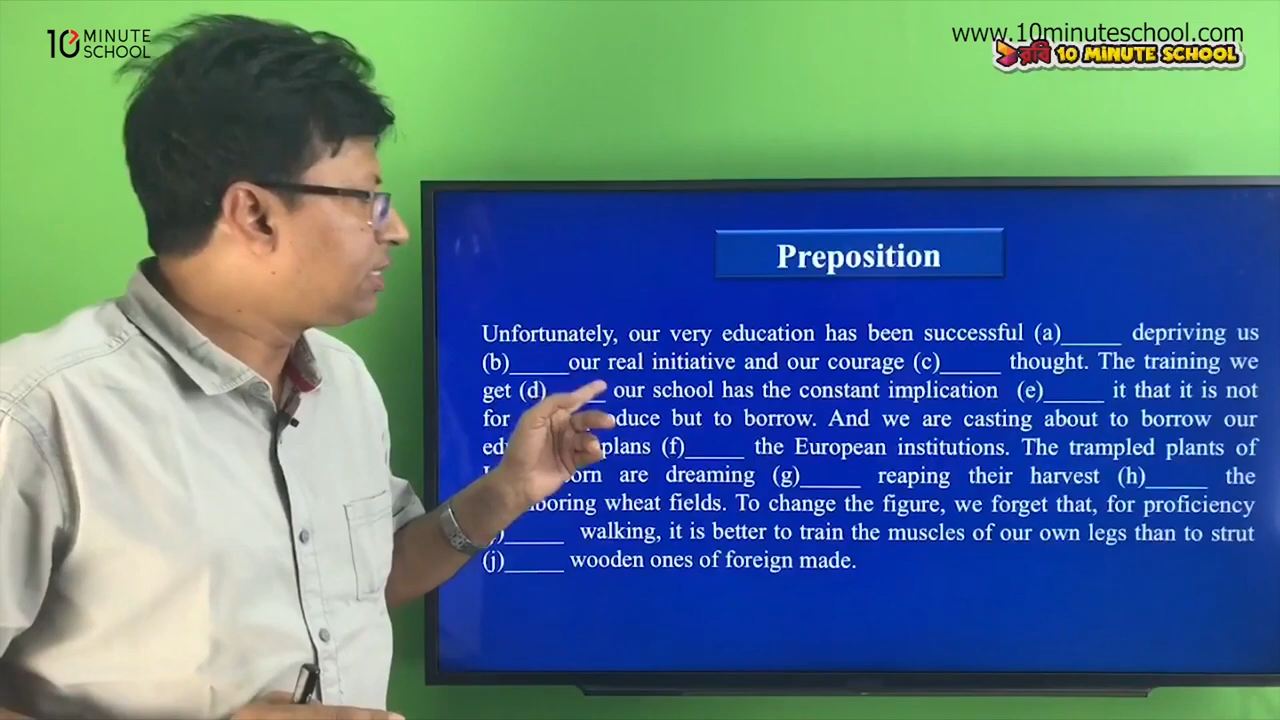 10 MINUTE SCHOOL
www.10minuteschool.com
রবি 10 MINUTE SCHOOL
Preposition
Unfortunately, our very education has been successful (a)_____ depriving us
(b)_____our real initiative and our courage (c)_____ thought. The training we
get (d)_____ our school has the constant implication (e)_____ it that it is not
for but to borrow. And we are casting about to borrow our
plans (f)_____ the European institutions. The trampled plants of
are dreaming (g)_____ reaping their harvest (h)_____ the
wheat fields. To change the figure, we forget that, for proficiency
_____ walking, it is better to train the muscles of our own legs than to strut
(j)_____ wooden ones of foreign made.